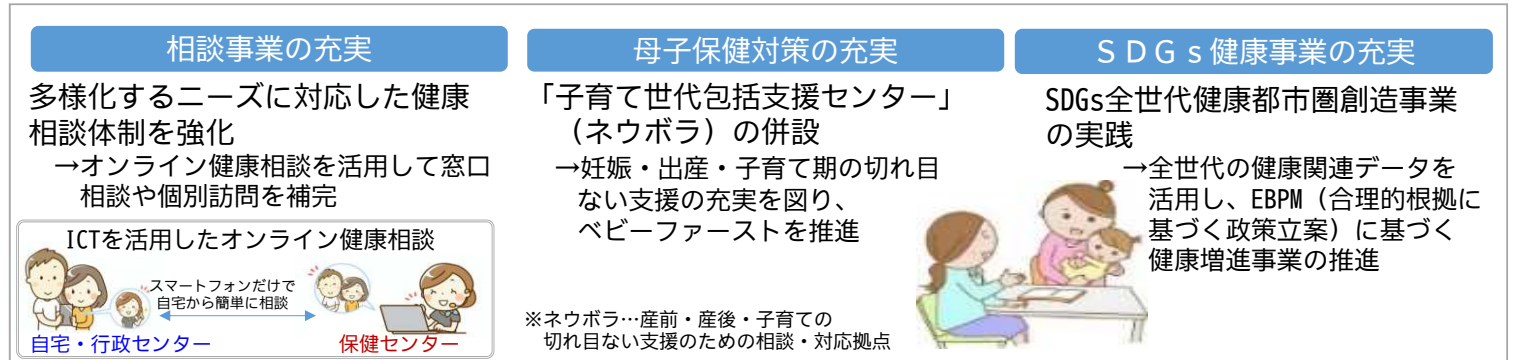 相談事業の充実
多様化するニーズに対応した健康
相談体制を強化
→オンライン健康相談を活用して窓口
相談や個別訪問を補完
ICTを活用したオンライン健康相談
スマートフォンだけで
自宅から簡単に相談
自宅・行政センター
保健センター
母子保健対策の充実
「子育て世代包括支援センター」
（ネウボラ）の併設
→妊娠・出産・子育て期の切れ目
ない支援の充実を図り、
ベビーファーストを推進
※ネウボラ…産前・産後・子育ての
切れ目ない支援のための相談・対応拠点
ＳＤＧｓ健康事業の充実
SDGs全世代健康都市圏創造事業
の実践
→全世代の健康関連データを
活用し、EBPM（合理的根拠に
基づく政策立案）に基づく
健康増進事業の推進